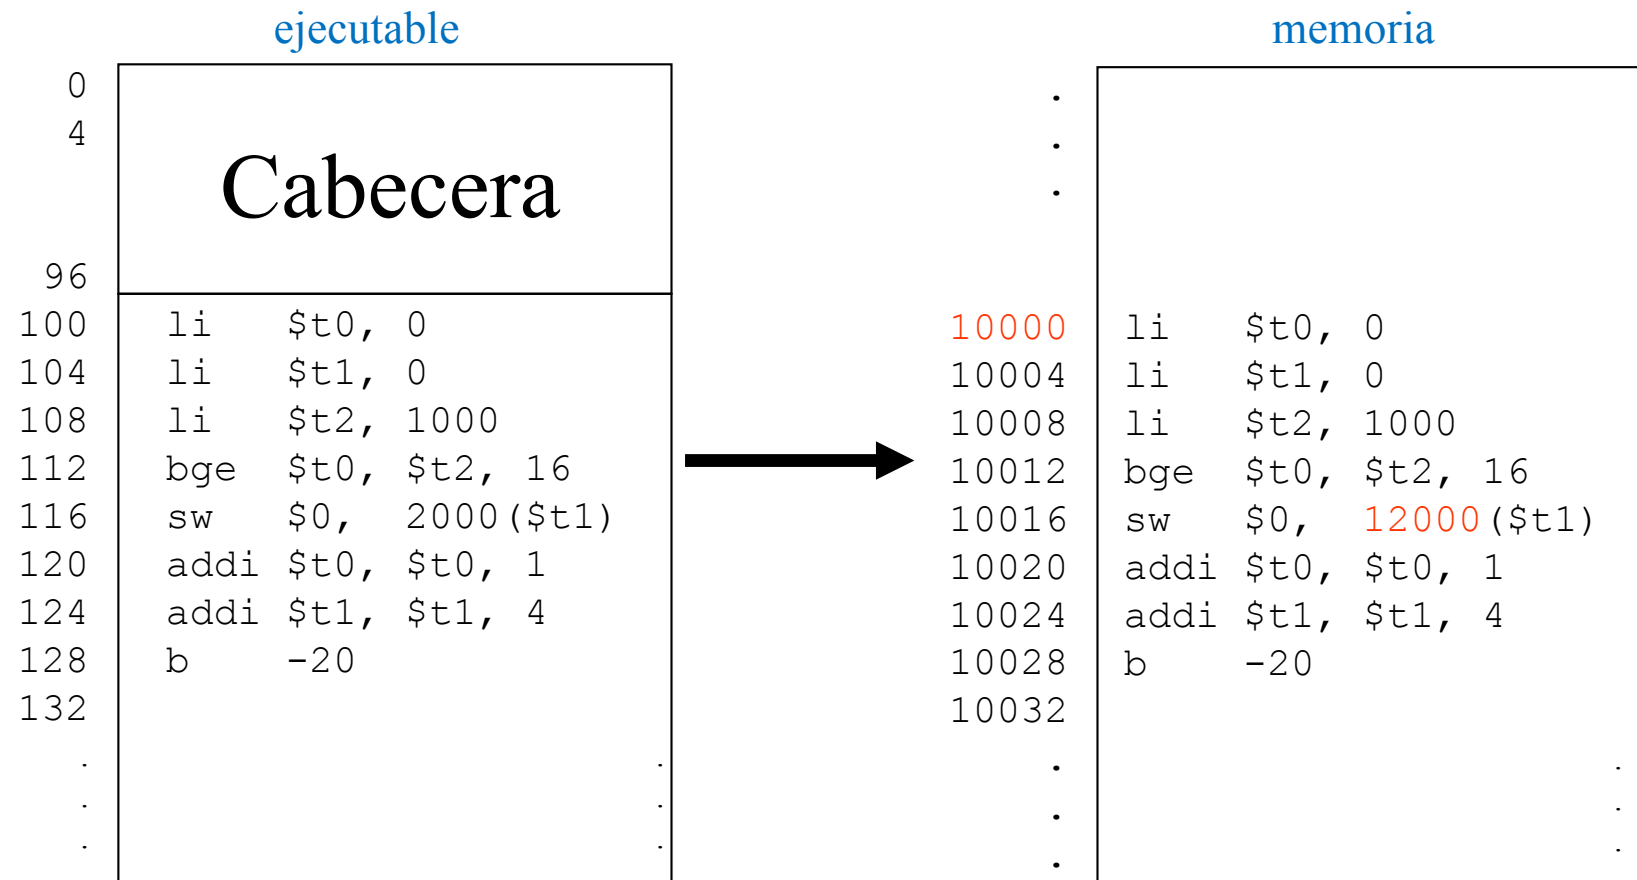 ejecutable
memoria
0
4
Cabecera
96
100 li $t0, 0
104 li $t1, 0
108 li $t2, 1000
112 bge $t0, $t2, 16
116 sw $0, 2000($t1)
120 addi $t0, $t0, 1
124 addi $t1, $t1, 4
128 b -20
132
.
.
.
.
.
.
.
.
.
10000 li $t0, 0
10004 li $t1, 0
10008 li $t2, 1000
10012 bge $t0, $t2, 16
10016 sw $0, 12000($t1)
10020 addi $t0, $t0, 1
10024 addi $t1, $t1, 4
10028 b -20
10032
.
.
.
.
.
.